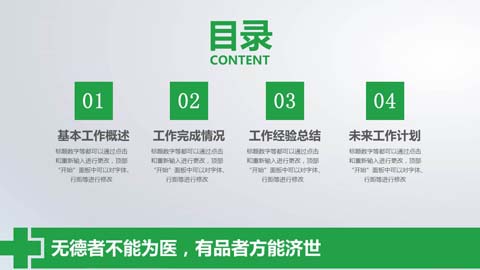 目录
CONTENT
01
基本工作概述
标题数字等都可以通过点击
和重新输入进行更改，顶部
“开始”面板中可以对字体、
行距等进行修改
02
工作完成情况
标题数字等都可以通过点击
和重新输入进行更改，顶部
“开始”面板中可以对字体、
行距等进行修改
03
工作经验总结
标题数字等都可以通过点击
和重新输入进行更改，顶部
“开始”面板中可以对字体、
行距等进行修改
04
未来工作计划
标题数字等都可以通过点击
和重新输入进行更改，顶部
“开始”面板中可以对字体、
行距等进行修改
无德者不能为医，有品者方能济世